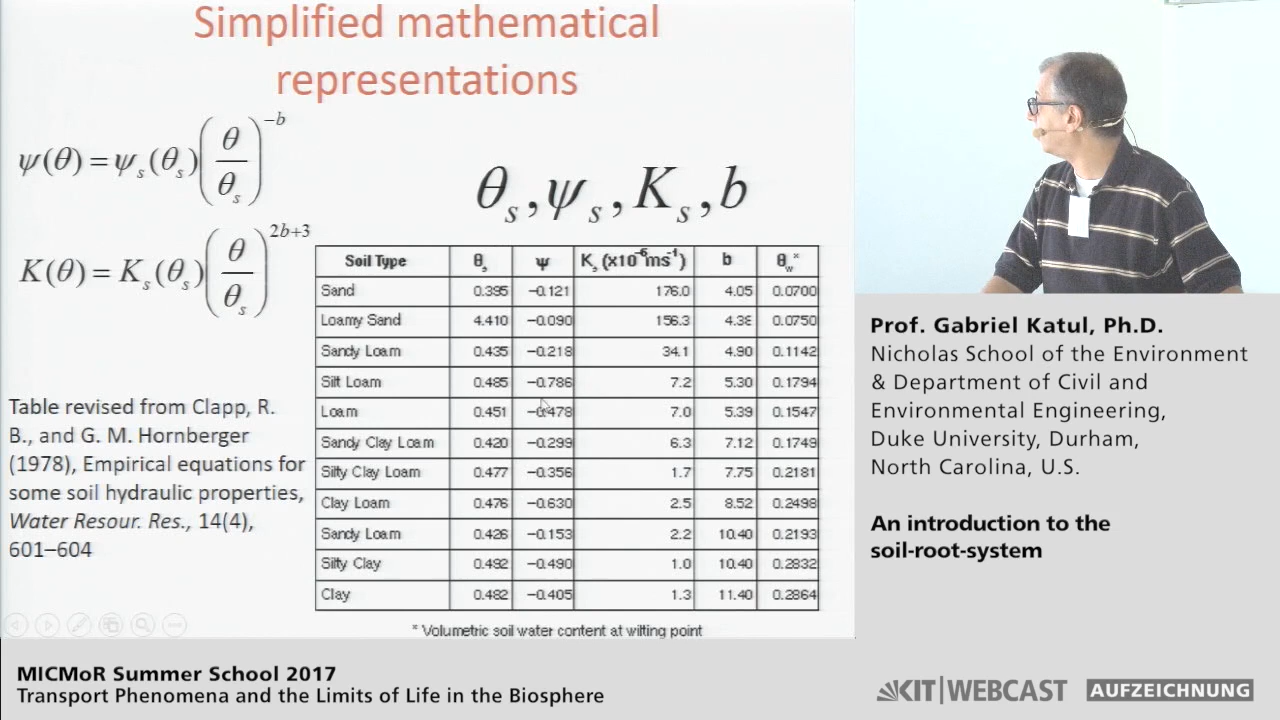 Simplified mathematical
representations
ψ(θ) = ψ_s(θ_s)(θ/θ_s)^{-b}
θ_s, ψ_s, K_s, b
K(θ) = K_s(θ_s)(θ/θ_s)^{2b+3}
Soil Type θ_s ψ K_s (x10^-6 ms^-1) b θ_w*
Sand 0.395 −0.121 176.0 4.05 0.0700
Loamy Sand 4.410 −0.090 156.3 4.38 0.0750
Sandy Loam 0.435 −0.218 34.1 4.90 0.1142
Silt Loam 0.485 −0.786 7.2 5.30 0.1794
Loam 0.451 −0.478 7.0 5.39 0.1547
Sandy Clay Loam 0.420 −0.299 6.3 7.12 0.1749
Silty Clay Loam 0.477 −0.356 1.7 7.75 0.2181
Clay Loam 0.476 −0.630 2.5 8.52 0.2498
Sandy Loam 0.426 −0.153 2.2 10.40 0.2193
Silty Clay 0.492 −0.490 1.0 10.40 0.2832
Clay 0.482 −0.405 1.3 11.40 0.2864
* Volumetric soil water content at wilting point
Table revised from Clapp, R.
B., and G. M. Hornberger
(1978), Empirical equations for
some soil hydraulic properties,
Water Resour. Res., 14(4),
601–604
Prof. Gabriel Katul, Ph.D.
Nicholas School of the Environment
& Department of Civil and
Environmental Engineering,
Duke University, Durham,
North Carolina, U.S.
An introduction to the
soil-root-system
MICMoR Summer School 2017
Transport Phenomena and the Limits of Life in the Biosphere
KIT|WEBCAST AUFZEICHNUNG